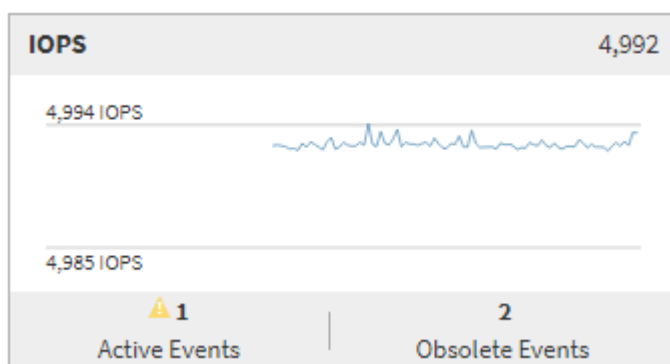 IOPS 4,992
4,994 IOPS
4,985 IOPS
1 2
Active Events Obsolete Events